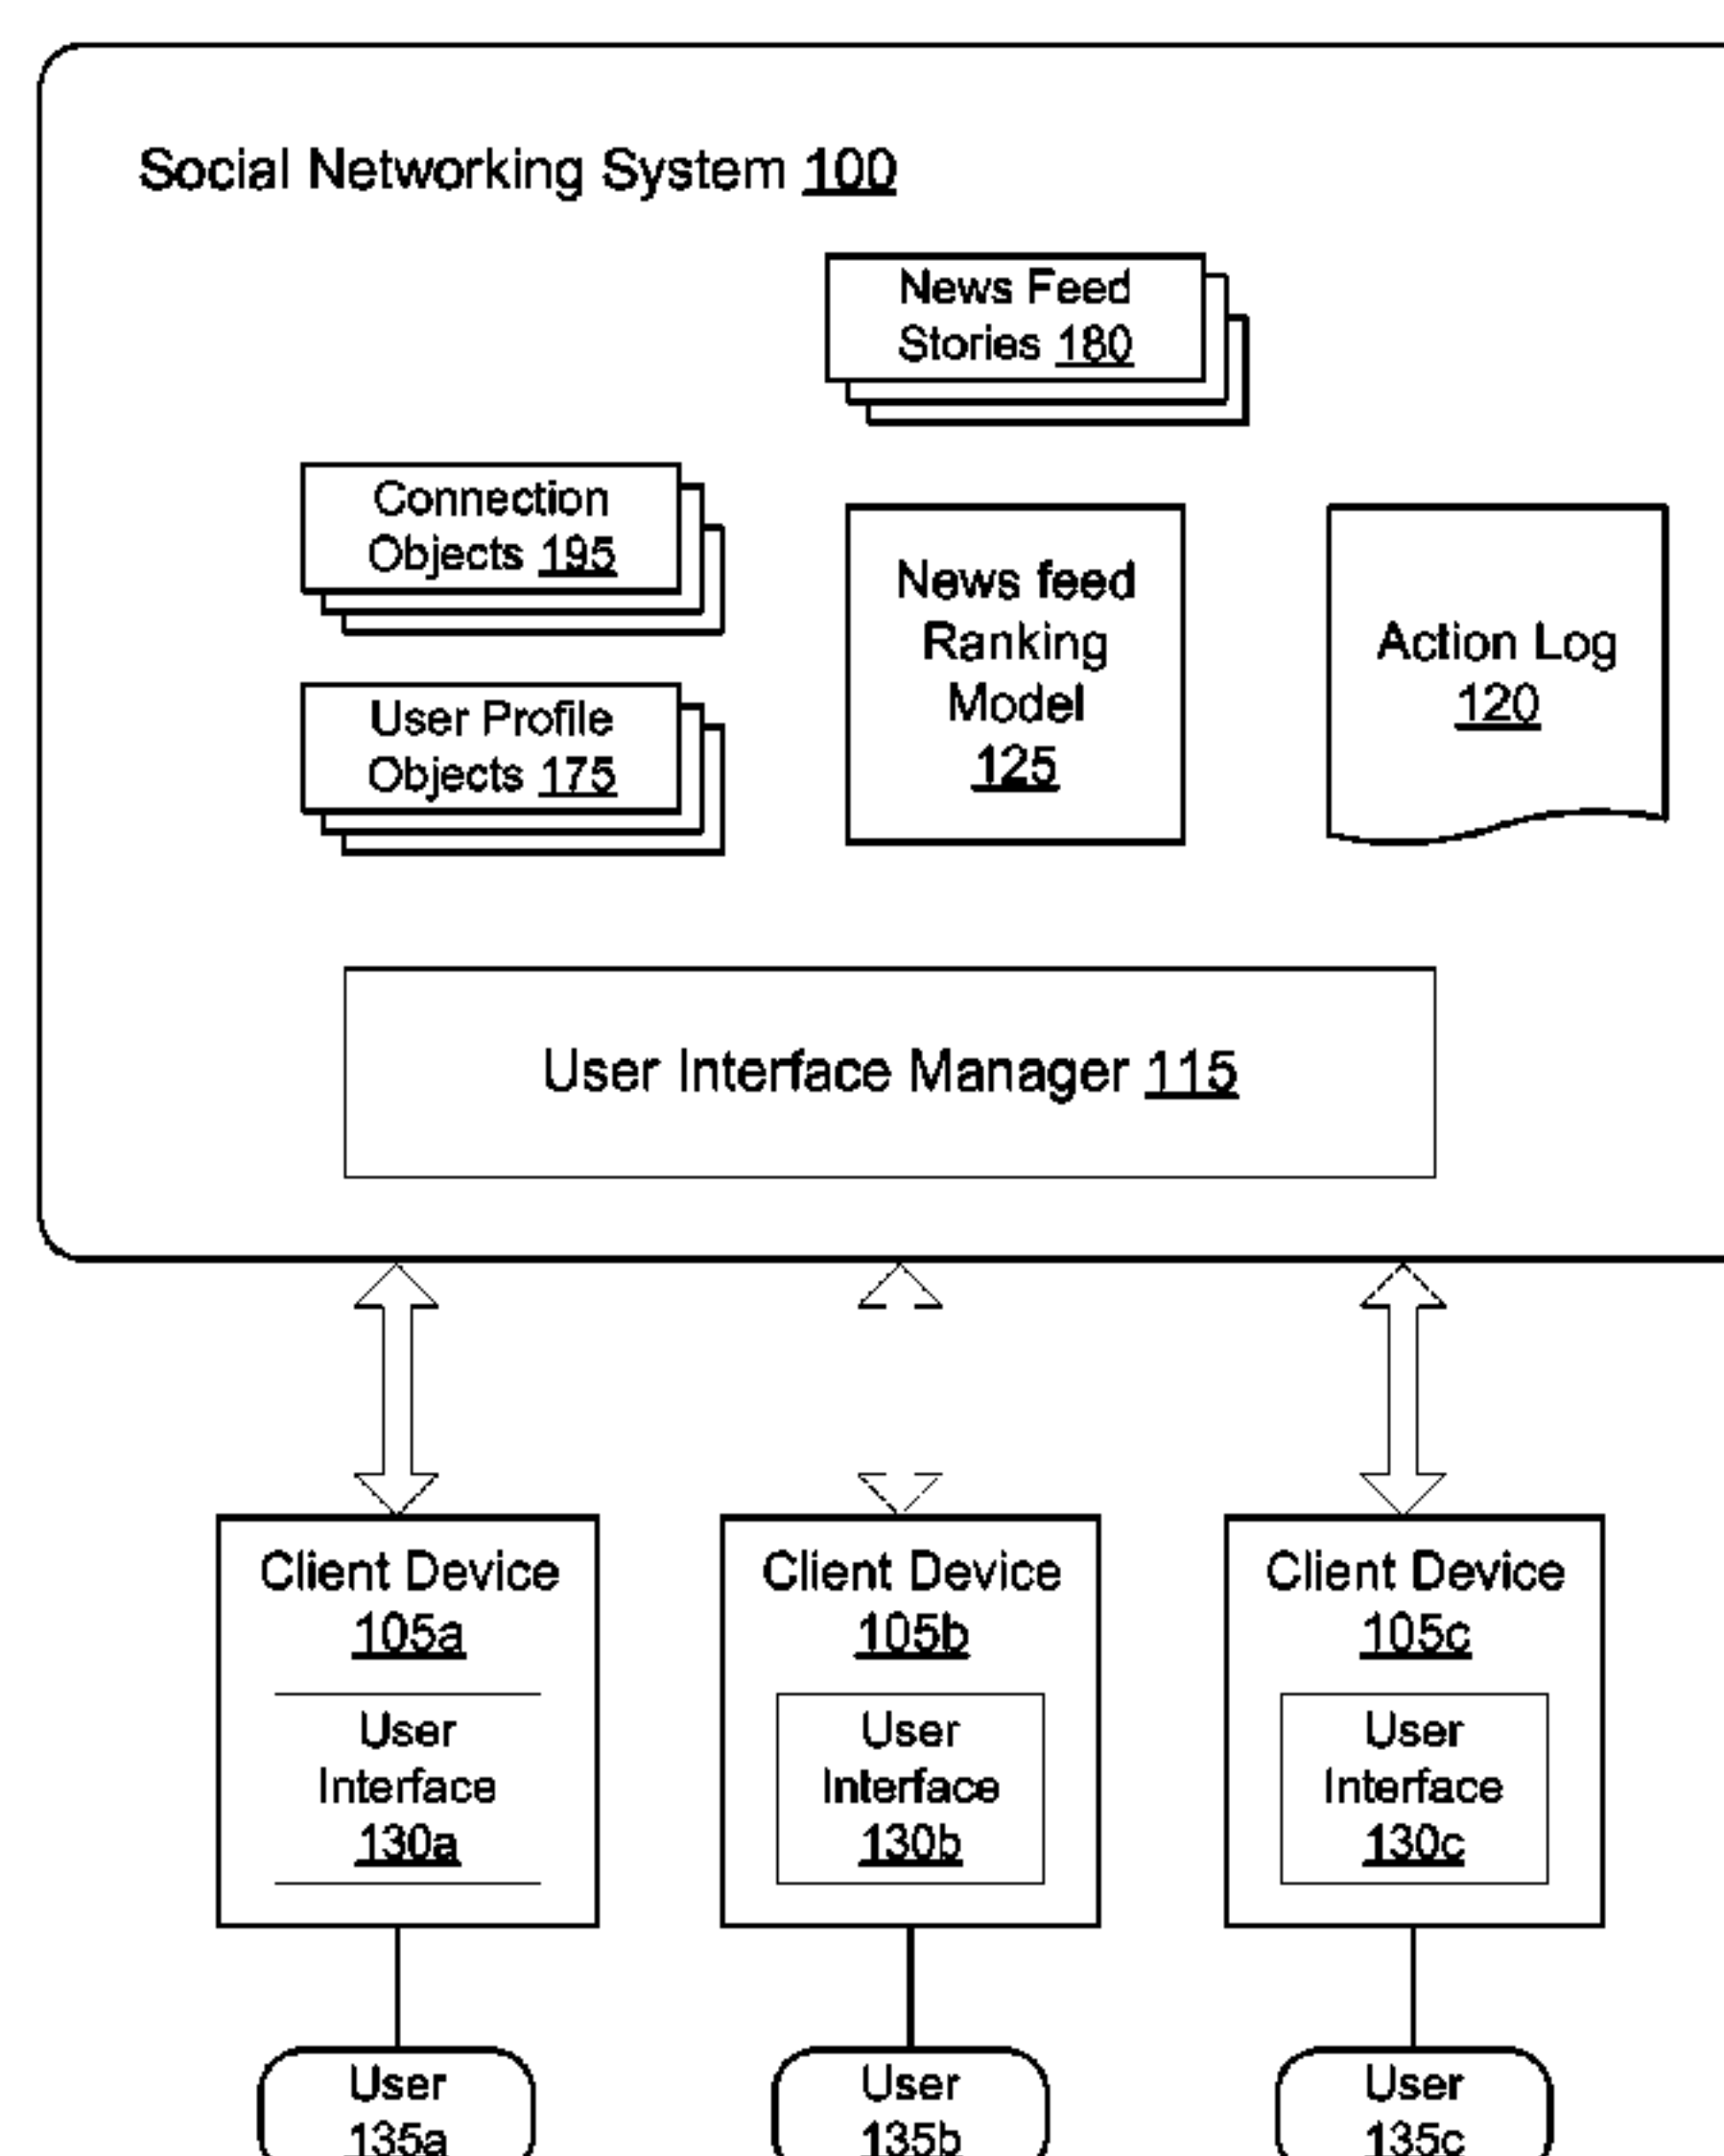 Social Networking System 100
News Feed
Stories 180
Connection
Objects 195
User Profile
Objects 175
News feed
Ranking
Model
125
Action Log
120
User Interface Manager 115
Client Device
105a
User
Interface
130a
Client Device
105b
User
Interface
130b
Client Device
105c
User
Interface
130c
User
135a
User
135b
User
135c